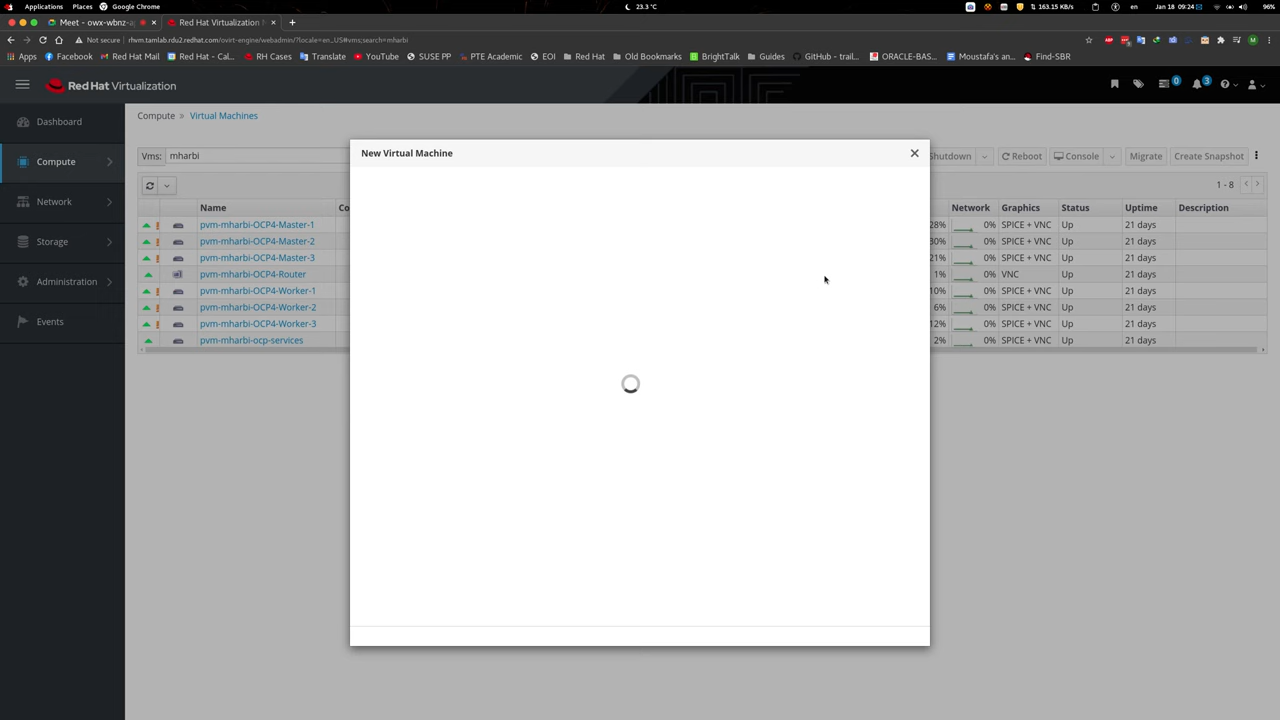 Applications Places Google Chrome 23.3 °C 163.15 KB/s en Jan 18 09:24 96%
Meet - owx-wbnz-a Red Hat Virtualization M
Not secure rhvm.tamlab.rdu2.redhat.com/ovirt-engine/webadmin/?locale=en_US#vms;search=mharbi
Apps Facebook Red Hat Mail Red Hat - Cal... RH Cases Translate YouTube SUSE PP PTE Academic EOI Red Hat Old Bookmarks BrightTalk Guides GitHub - trail... ORACLE-BAS... Moustafa's an... Find-SBR
Red Hat Virtualization 0 3
Dashboard
Compute
Network
Storage
Administration
Events
Compute » Virtual Machines
Vms: mharbi Shutdown Reboot Console Migrate Create Snapshot
1 - 8
Name Co Network Graphics Status Uptime Description
pvm-mharbi-OCP4-Master-1 28% 0% SPICE + VNC Up 21 days
pvm-mharbi-OCP4-Master-2 30% 0% SPICE + VNC Up 21 days
pvm-mharbi-OCP4-Master-3 21% 0% SPICE + VNC Up 21 days
pvm-mharbi-OCP4-Router 1% 0% VNC Up 21 days
pvm-mharbi-OCP4-Worker-1 10% 0% SPICE + VNC Up 21 days
pvm-mharbi-OCP4-Worker-2 6% 0% SPICE + VNC Up 21 days
pvm-mharbi-OCP4-Worker-3 12% 0% SPICE + VNC Up 21 days
pvm-mharbi-ocp-services 2% 0% SPICE + VNC Up 21 days
New Virtual Machine